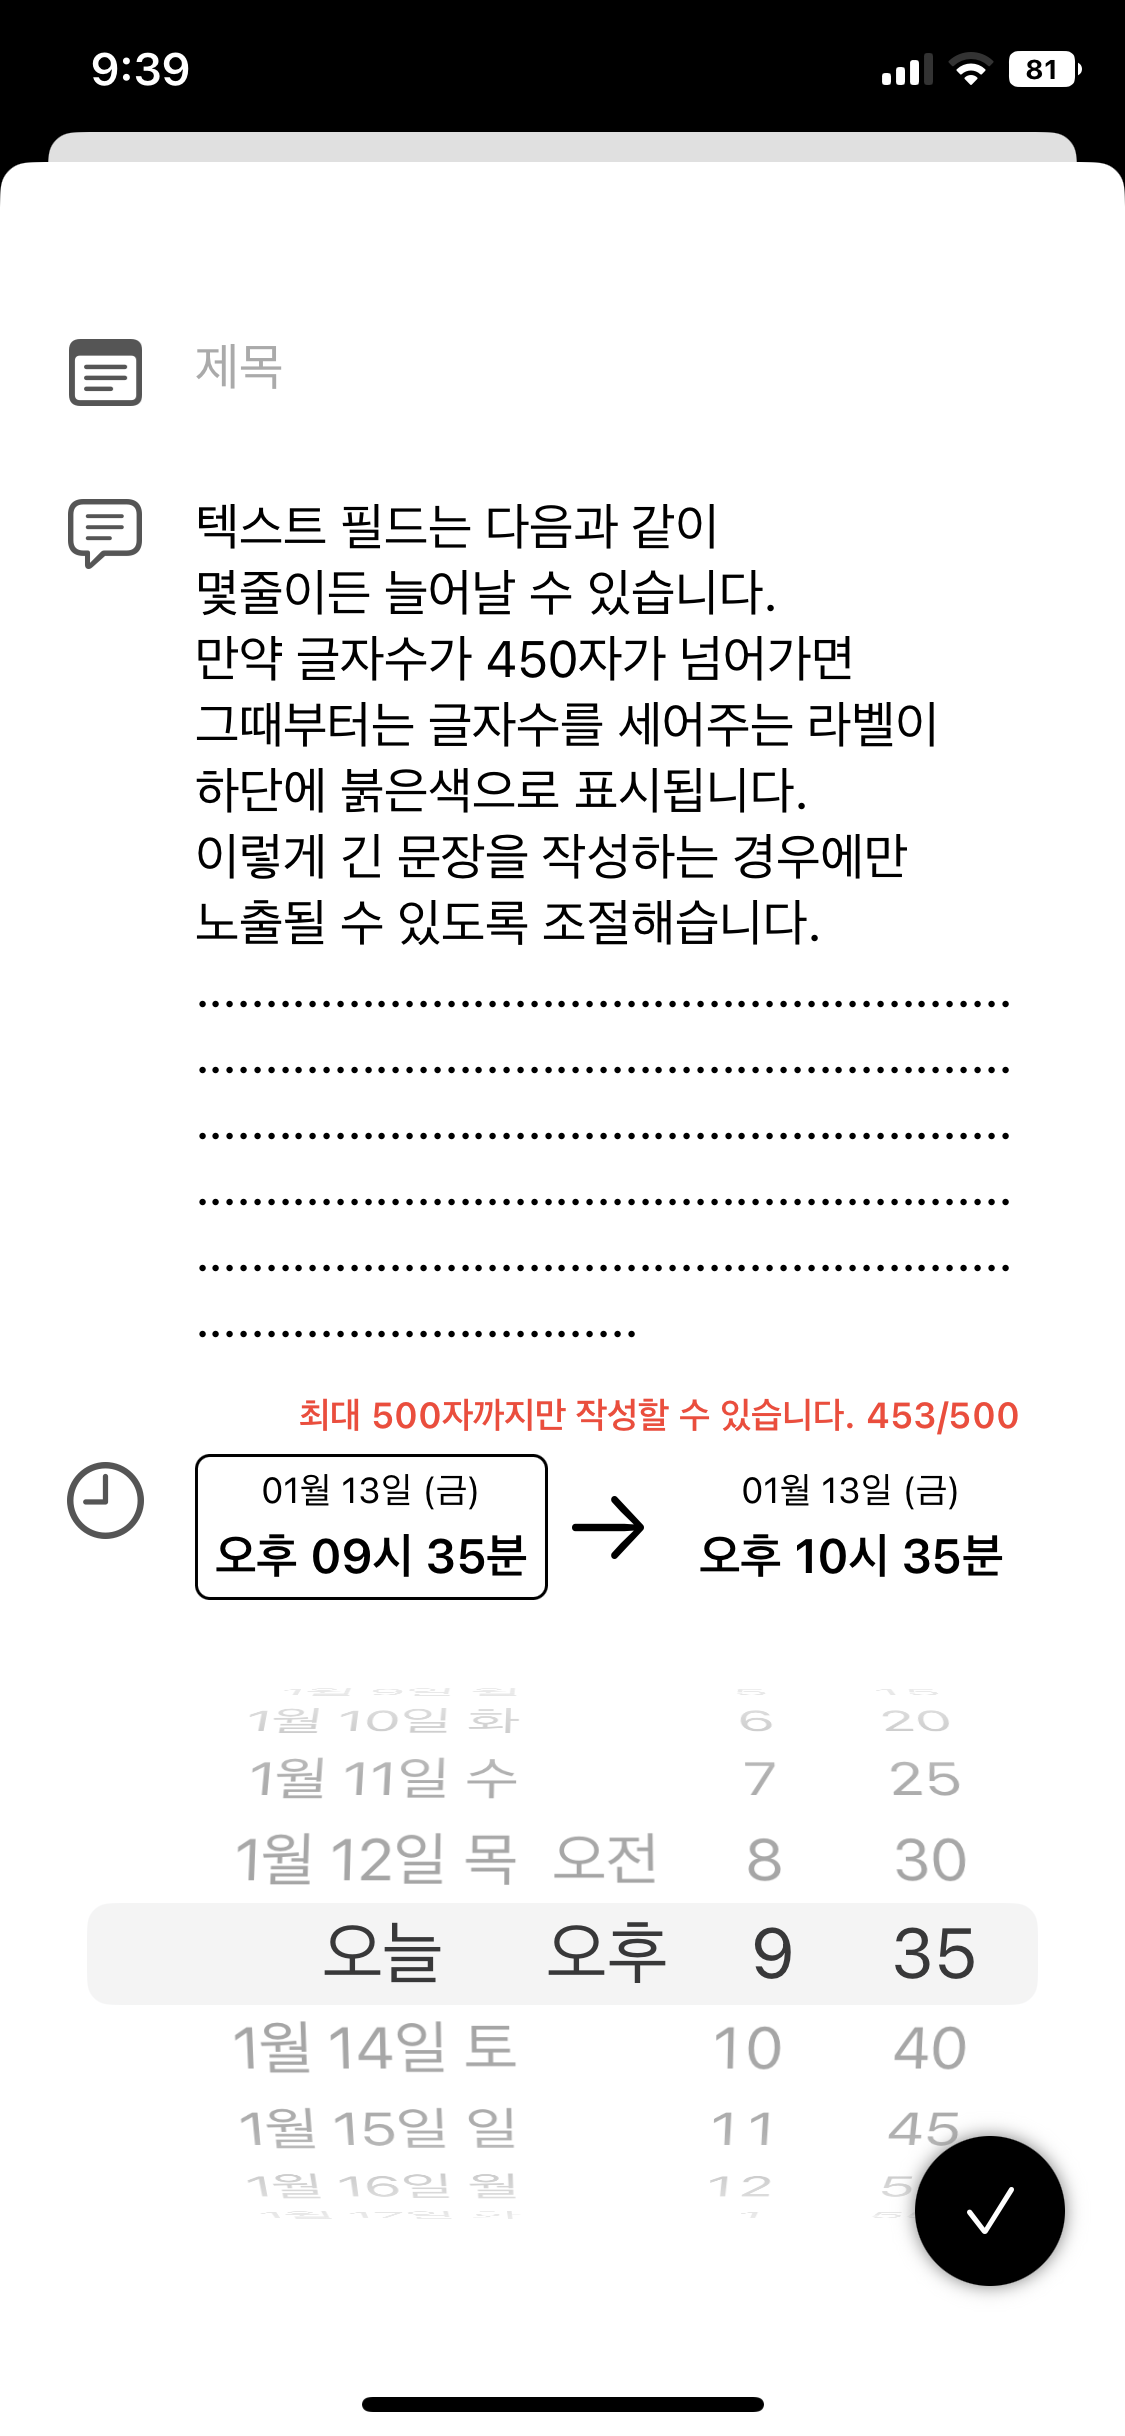 9:39
81
제목
텍스트 필드는 다음과 같이
몇줄이든 늘어날 수 있습니다.
만약 글자수가 450자가 넘어가면
그때부터는 글자수를 세어주는 라벨이
하단에 붉은색으로 표시됩니다.
이렇게 긴 문장을 작성하는 경우에만
노출될 수 있도록 조절해습니다.
...........................................................
...........................................................
...........................................................
...........................................................
...........................................................
................................
최대 500자까지만 작성할 수 있습니다. 453/500
01월 13일 (금) 01월 13일 (금)
오후 09시 35분 → 오후 10시 35분
1월 10일 화 6 20
1월 11일 수 7 25
1월 12일 목 오전 8 30
오늘 오후 9 35
1월 14일 토 10 40
1월 15일 일 11 45
1월 16일 월 12